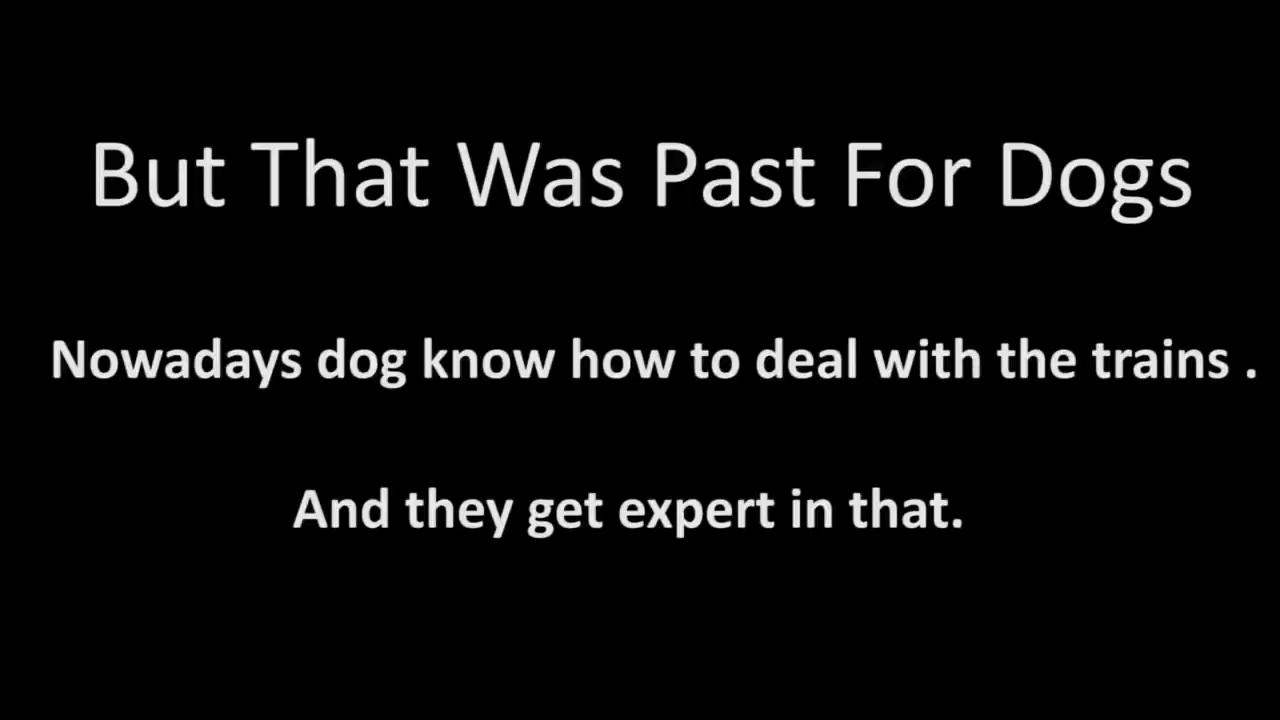 But That Was Past For Dogs
Nowadays dog know how to deal with the trains .
And they get expert in that.